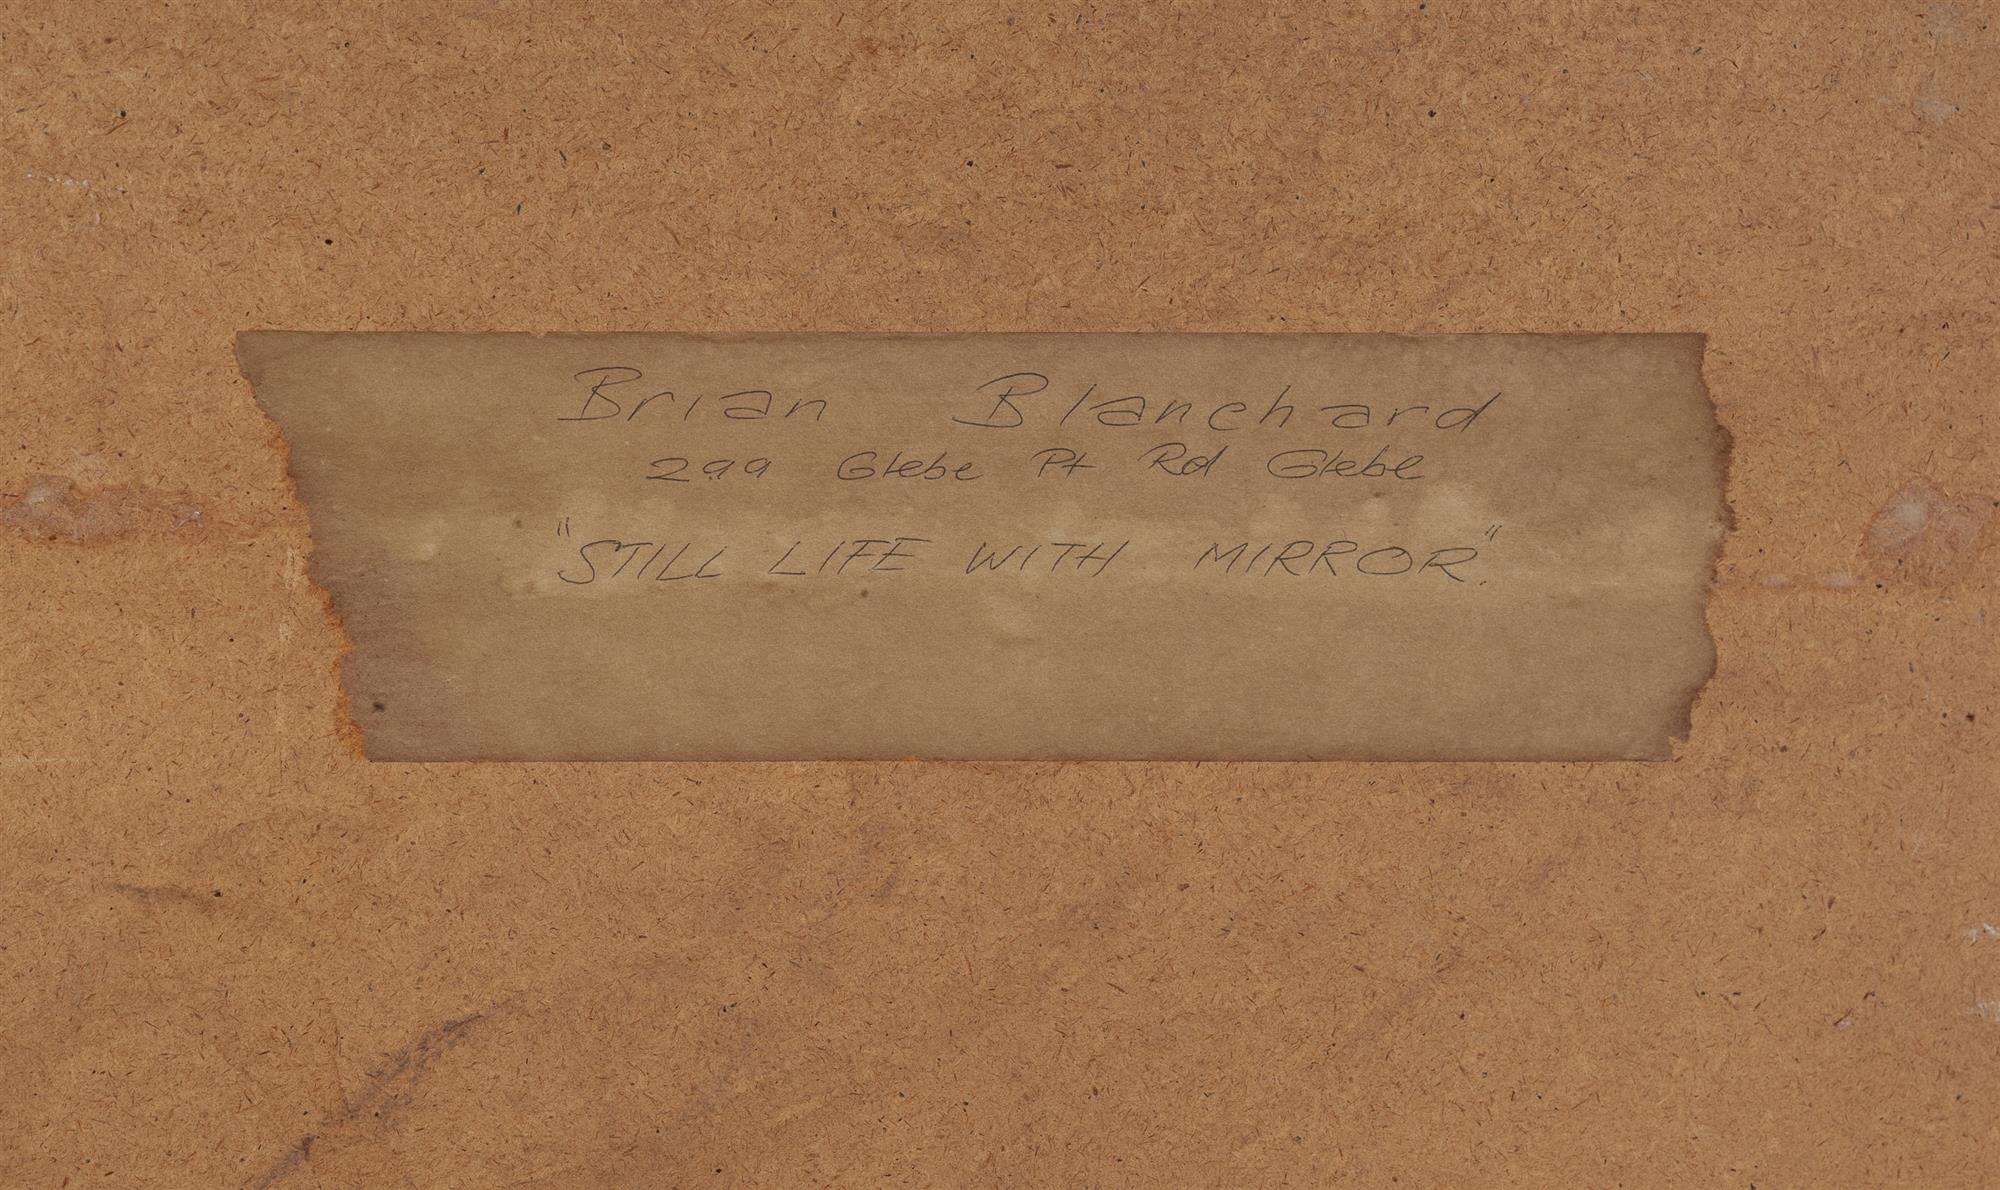 Brian Blanchard
299 Glebe Pt Rd Glebe
"STILL LIFE WITH MIRROR".